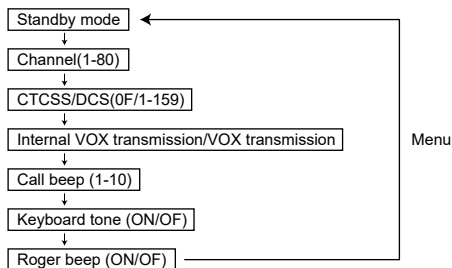 Standby mode
Channel(1-80)
CTCSS/DCS(0F/1-159)
Internal VOX transmission/VOX transmission
Menu
Call beep (1-10)
Keyboard tone (ON/OF)
Roger beep (ON/OF)